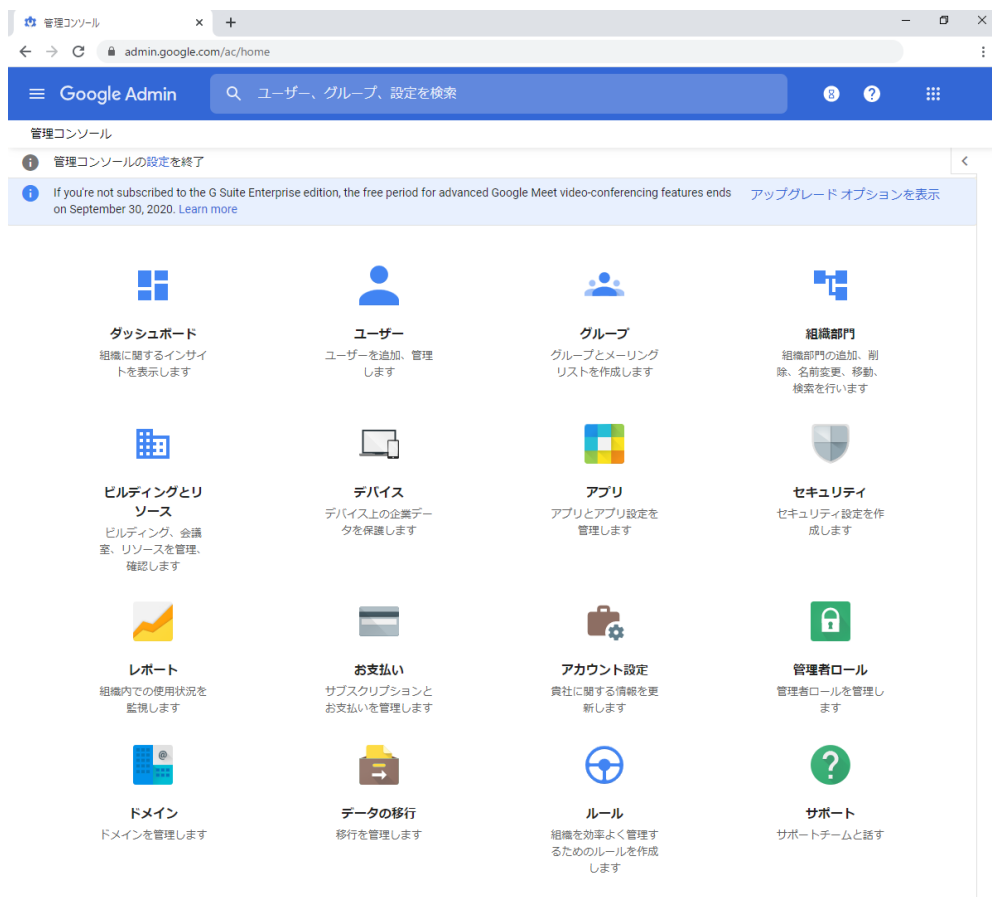 管理コンソール
admin.google.com/ac/home
Google Admin
ユーザー、グループ、設定を検索
管理コンソール
管理コンソールの設定を終了
If you're not subscribed to the G Suite Enterprise edition, the free period for advanced Google Meet video-conferencing features ends
on September 30, 2020. Learn more
アップグレード オプションを表示
ダッシュボード
組織に関するインサイ
トを表示します
ユーザー
ユーザーを追加、管理
します
グループ
グループとメーリング
リストを作成します
組織部門
組織部門の追加、削
除、名前変更、移動、
検索を行います
ビルディングとリ
ソース
ビルディング、会議
室、リソースを管理、
確認します
デバイス
デバイス上の企業デー
タを保護します
アプリ
アプリとアプリ設定を
管理します
セキュリティ
セキュリティ設定を作
成します
レポート
組織内での使用状況を
監視します
お支払い
サブスクリプションと
お支払いを管理します
アカウント設定
貴社に関する情報を更
新します
管理者ロール
管理者ロールを管理し
ます
ドメイン
ドメインを管理します
データの移行
移行を管理します
ルール
組織を効率よく管理す
るためのルールを作成
します
サポート
サポートチームと話す